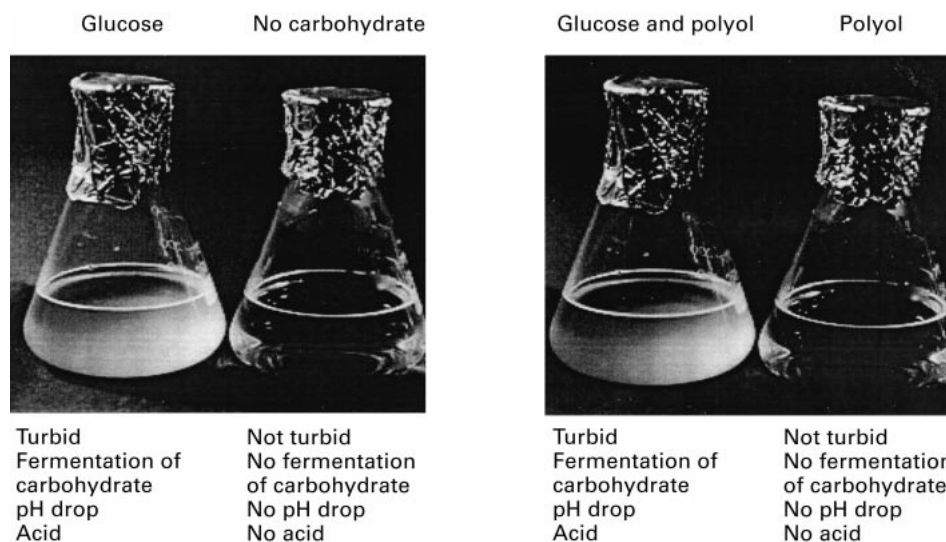 Glucose
No carbohydrate
Glucose and polyol
Polyol
Turbid
Fermentation of
carbohydrate
pH drop
Acid
Not turbid
No fermentation
of carbohydrate
No pH drop
No acid
Turbid
Fermentation of
carbohydrate
pH drop
Acid
Not turbid
No fermentation
of carbohydrate
No pH drop
No acid